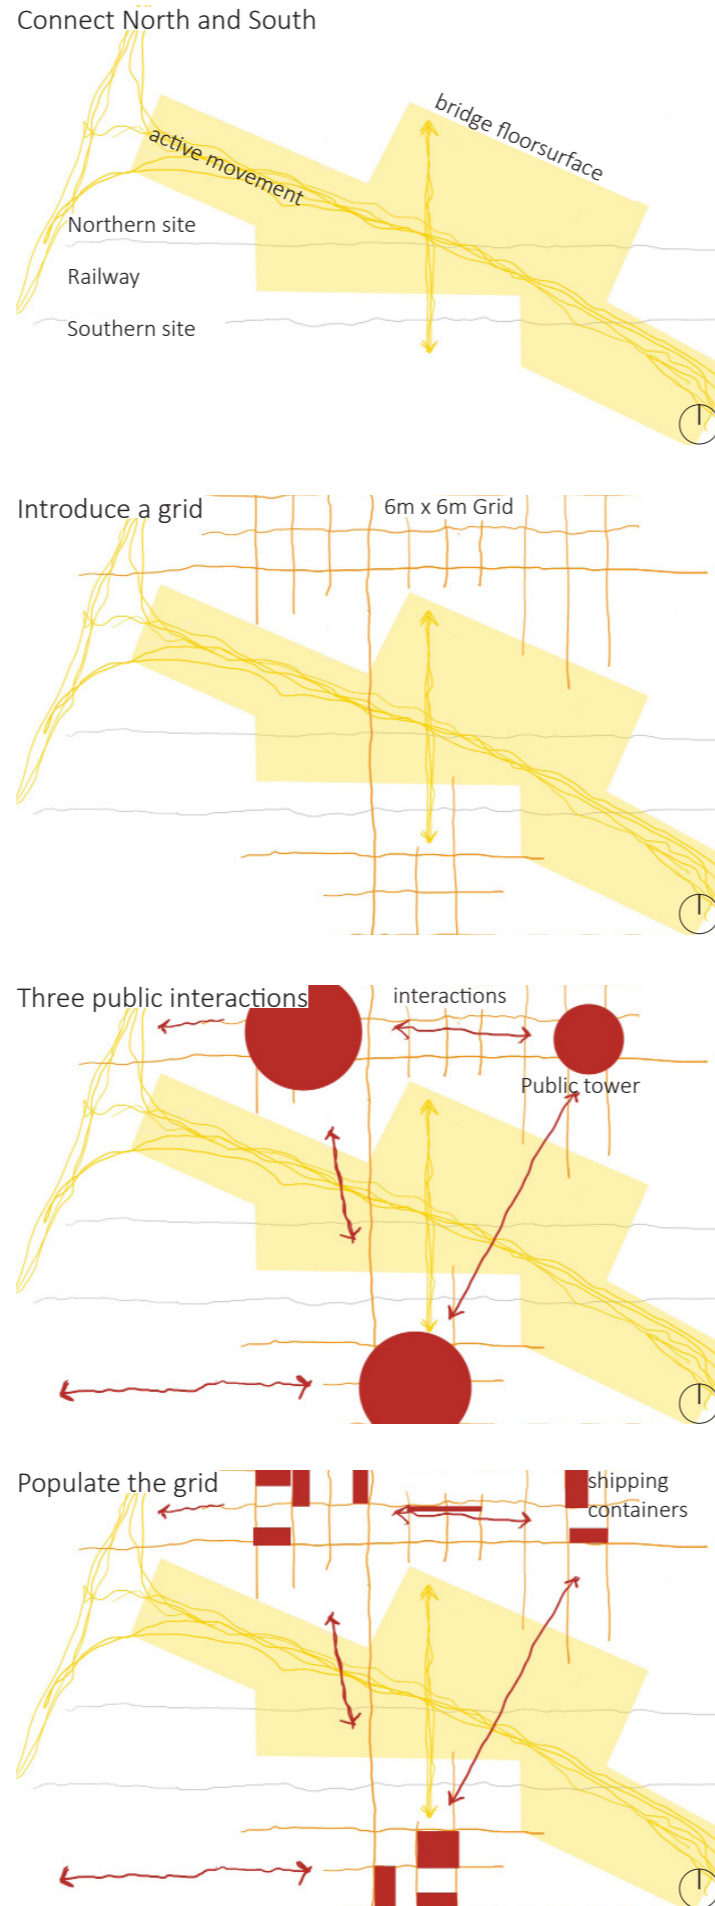 Connect North and South
bridge floorsurface
active movement
Northern site
Railway
Southern site
Introduce a grid
6m x 6m Grid
Three public interactions
interactions
Public tower
Populate the grid
shipping
containers